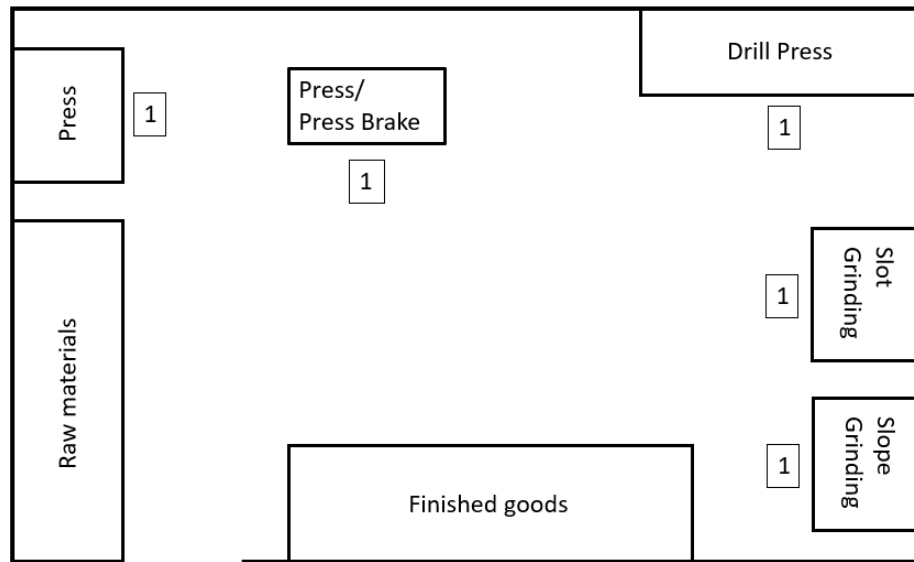 Drill Press
Press
1
Press/
Press Brake
1
1
Slot
Grinding
1
Raw materials
Slope
Grinding
1
Finished goods